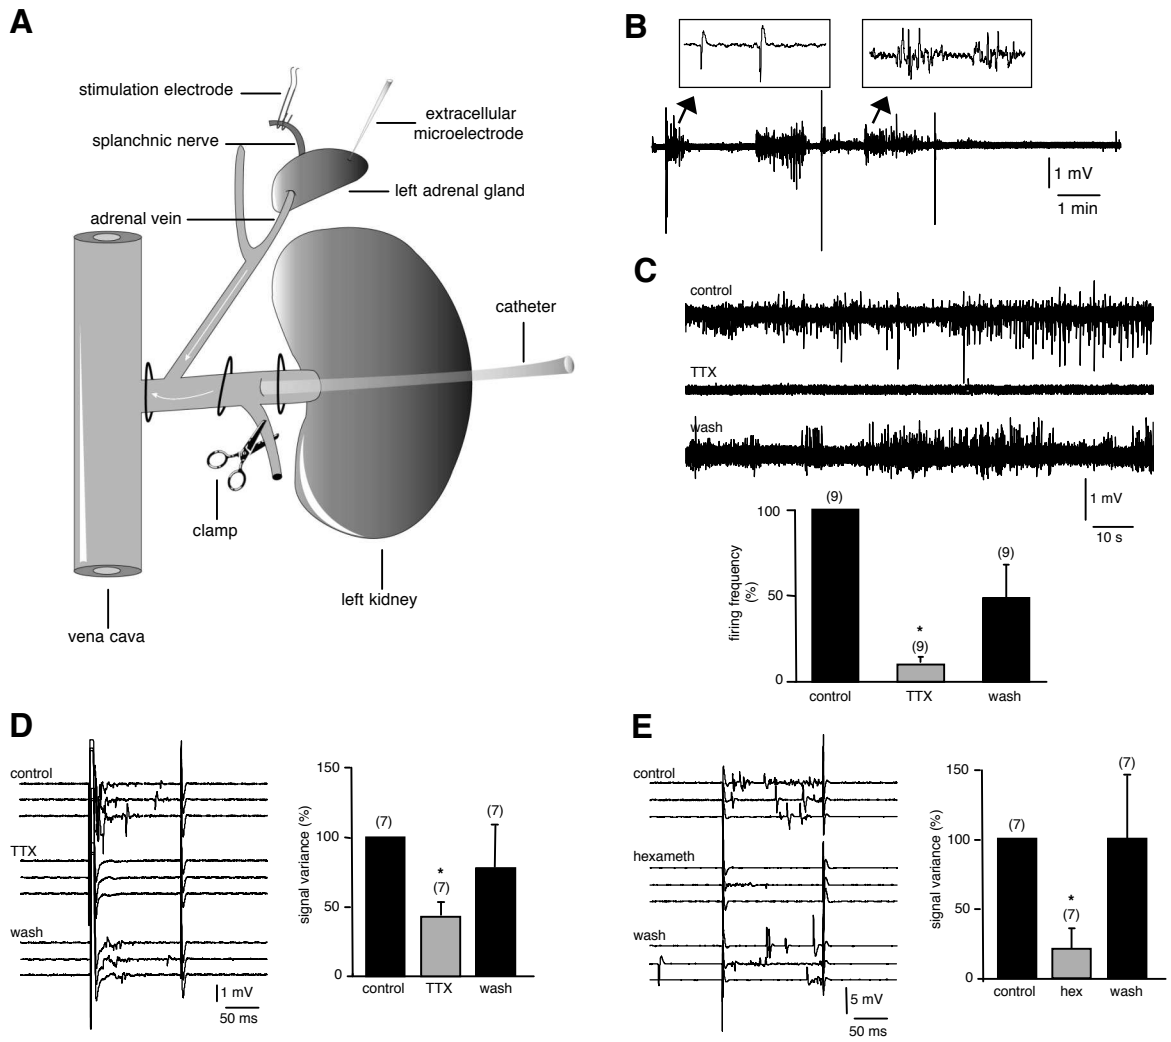 A
stimulation electrode
splanchnic nerve
extracellular
microelectrode
left adrenal gland
adrenal vein
catheter
clamp
left kidney
vena cava
B
1 mV
1 min
C
control
TTX
wash
1 mV
10 s
firing frequency
(%)
100
50
0
(9)
*
(9)
(9)
control
TTX
wash
D
control
TTX
wash
1 mV
50 ms
signal variance (%)
150
100
50
0
(7)
*
(7)
(7)
control
TTX
wash
E
control
hexameth
wash
5 mV
50 ms
signal variance (%)
150
100
50
0
(7)
*
(7)
(7)
control
hex
wash